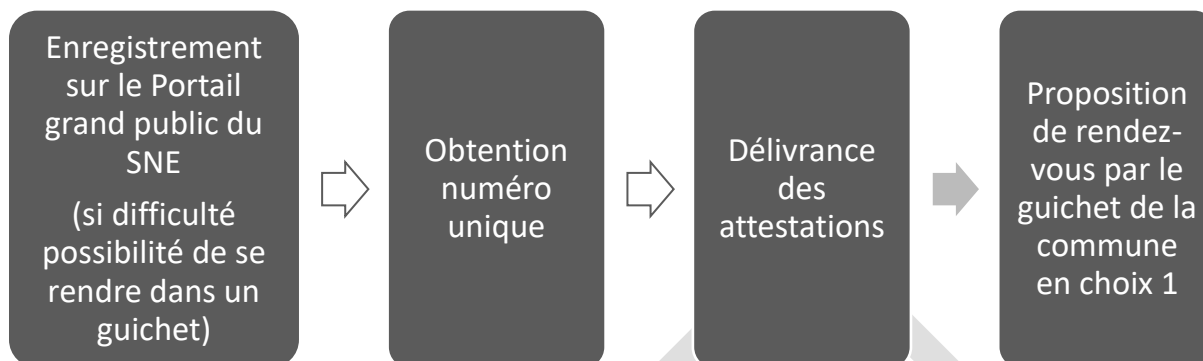 Enregistrement
sur le Portail
grand public du
SNE
(si difficulté
possibilité de se
rendre dans un
guichet)
Obtention
numéro
unique
Délivrance
des
attestations
Proposition
de rendez-
vous par le
guichet de la
commune
en choix 1